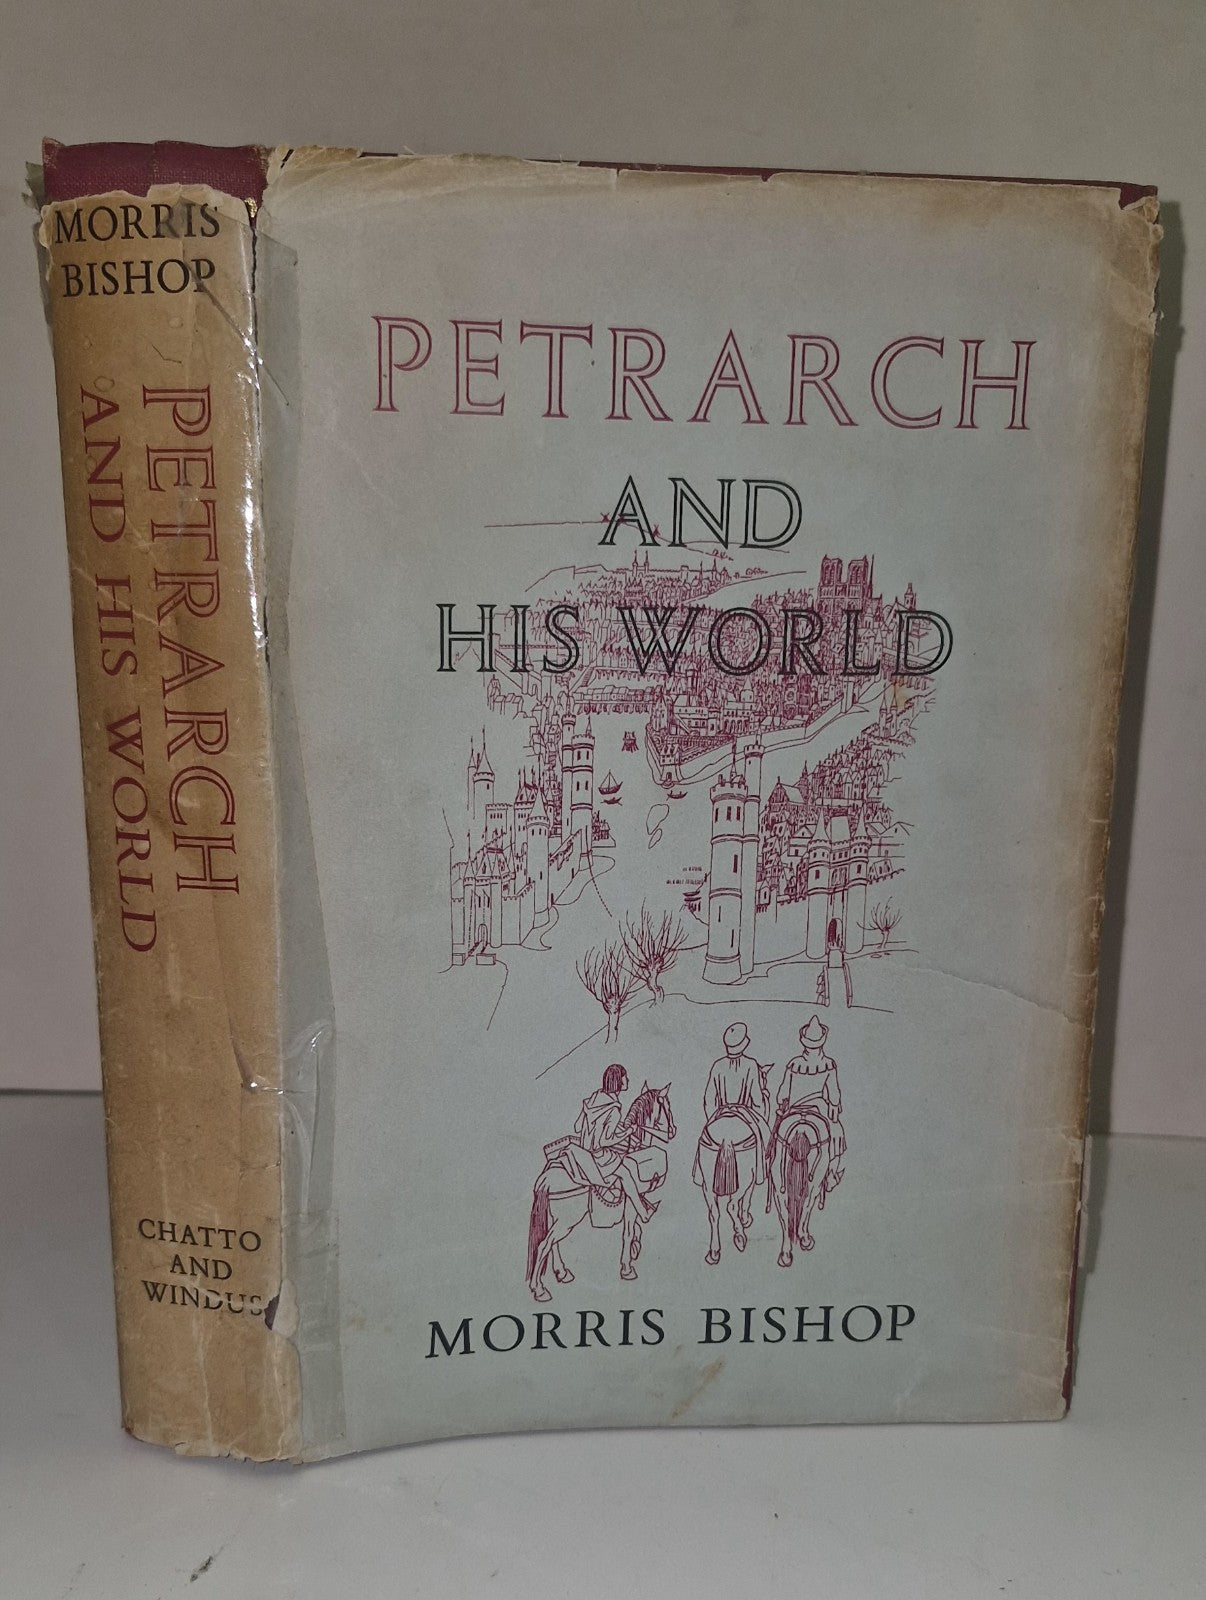 MORRIS
BISHOP
PETRARCH
AND HIS WORLD
CHATTO
AND
WINDUS
PETRARCH
AND
HIS WORLD
MORRIS BISHOP